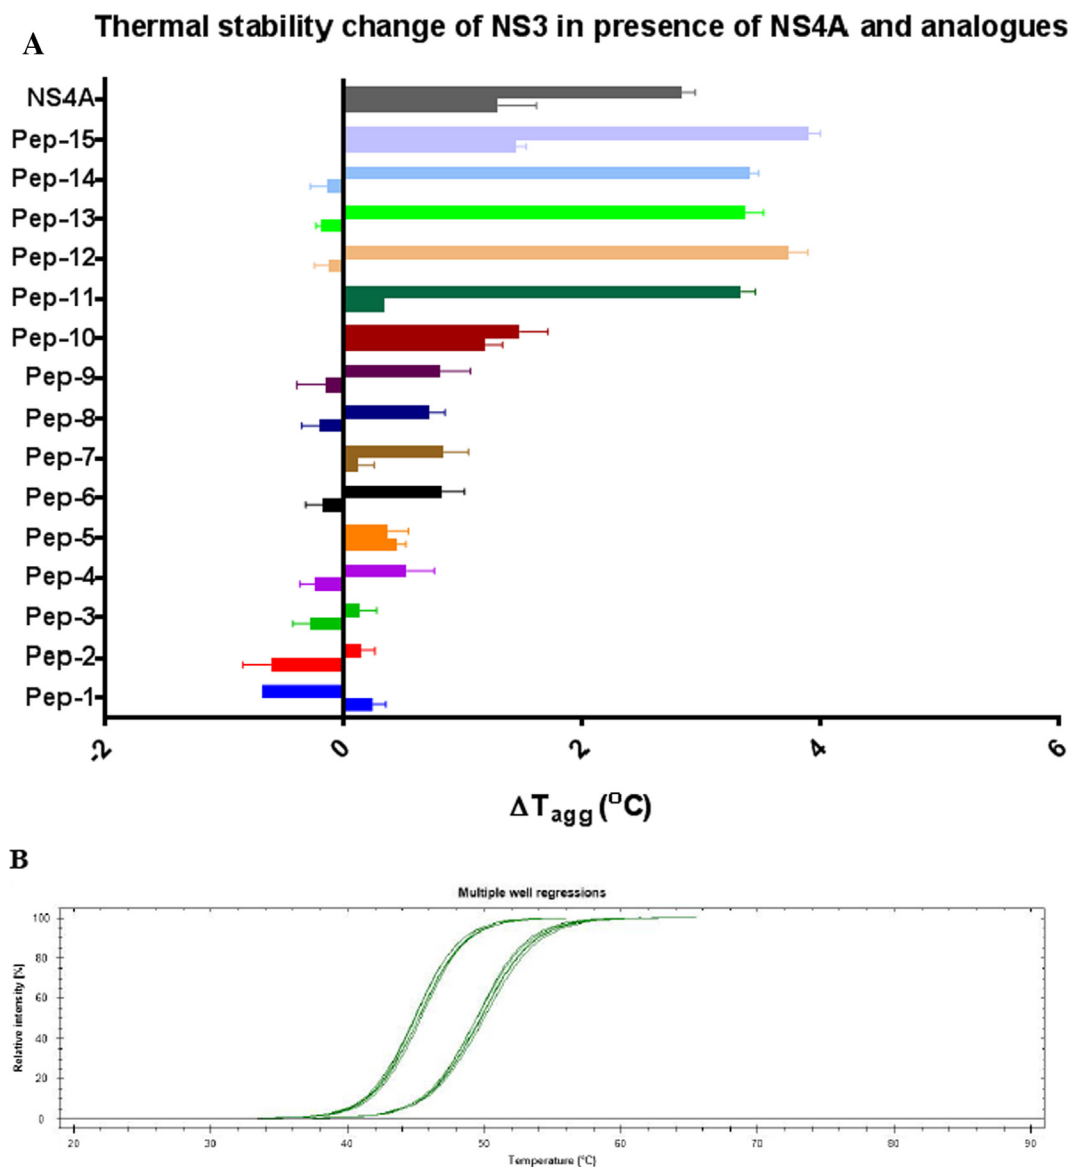 A
Thermal stability change of NS3 in presence of NS4A and analogues
NS4A
Pep-15
Pep-14
Pep-13
Pep-12
Pep-11
Pep-10
Pep-9
Pep-8
Pep-7
Pep-6
Pep-5
Pep-4
Pep-3
Pep-2
Pep-1
-2 0 2 4 6
ΔTagg (°C)
B
Multiple well regressions
Relative intensity [%]
100
80
60
40
20
0
20 30 40 50 60 70 80 90
Temperature [°C]